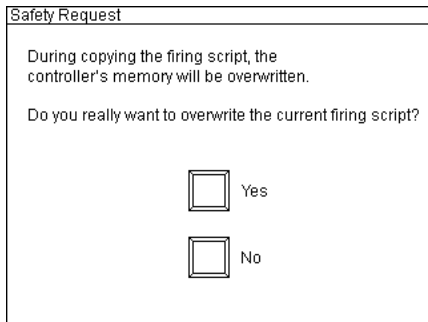 Safety Request
During copying the firing script, the
controller's memory will be overwritten.
Do you really want to overwrite the current firing script?
Yes
No